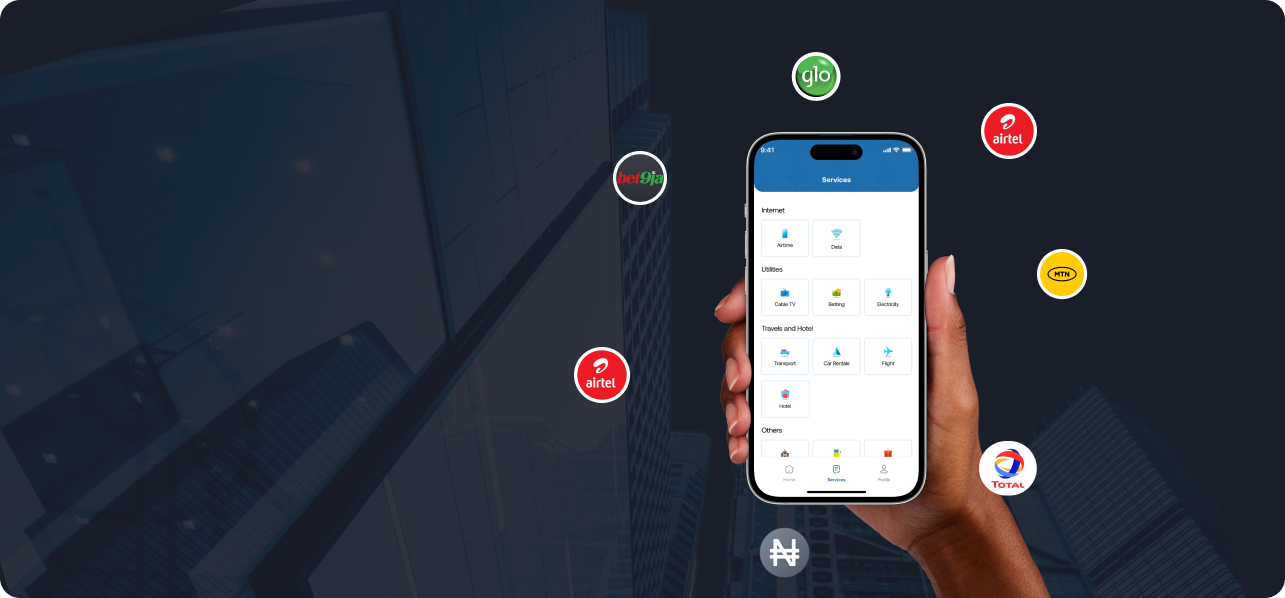 glo
airtel
bet9ja
9:41
Services
Internet
Airtime
Data
Utilities
MTN
Cable TV
Betting
Electricity
Travels and Hotel
Transport
Car Rentals
Flight
airtel
Hotel
Others
Home
Services
Profile
TOTAL
₦